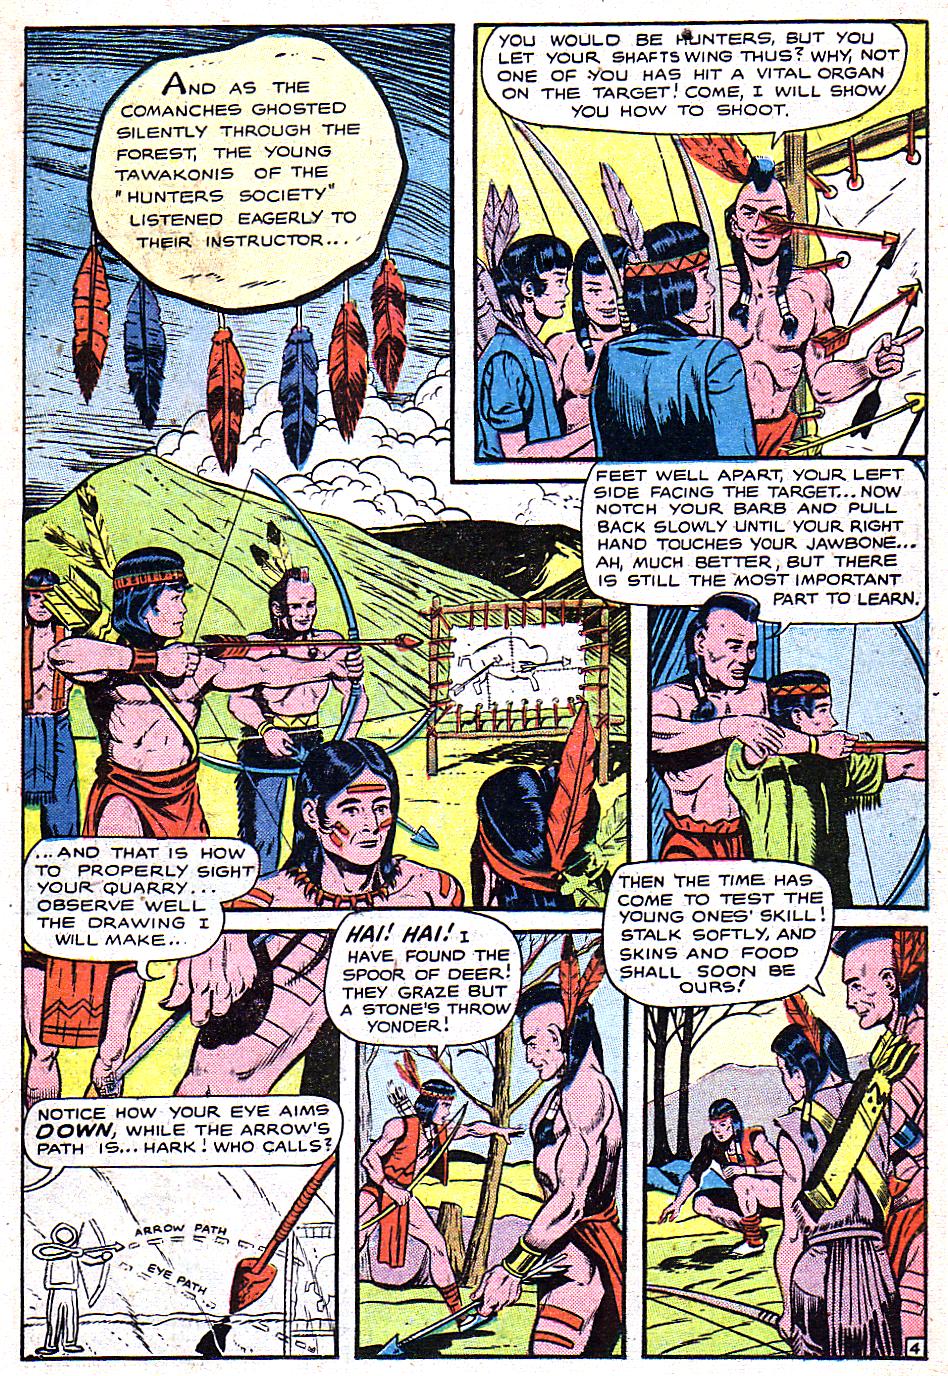 AND AS THE
COMANCHES GHOSTED
SILENTLY THROUGH THE
FOREST, THE YOUNG
TAWAKONIS OF THE
"HUNTERS SOCIETY"
LISTENED EAGERLY TO
THEIR INSTRUCTOR...
YOU WOULD BE HUNTERS, BUT YOU
LET YOUR SHAFTS WING THUS? WHY, NOT
ONE OF YOU HAS HIT A VITAL ORGAN
ON THE TARGET! COME, I WILL SHOW
YOU HOW TO SHOOT.
FEET WELL APART, YOUR LEFT
SIDE FACING THE TARGET... NOW
NOTCH YOUR BARB AND PULL
BACK SLOWLY UNTIL YOUR RIGHT
HAND TOUCHES YOUR JAWBONE...
AH, MUCH BETTER, BUT THERE
IS STILL THE MOST IMPORTANT
PART TO LEARN.
...AND THAT IS HOW
TO PROPERLY SIGHT
YOUR QUARRY...
OBSERVE WELL
THE DRAWING I
WILL MAKE...
NOTICE HOW YOUR EYE AIMS
DOWN, WHILE THE ARROW'S
PATH IS... HARK! WHO CALLS?
ARROW PATH
EYE PATH
HAI! HAI! I
HAVE FOUND THE
SPOOR OF DEER!
THEY GRAZE BUT
A STONE'S THROW
YONDER!
THEN THE TIME HAS
COME TO TEST THE
YOUNG ONES' SKILL!
STALK SOFTLY, AND
SKINS AND FOOD
SHALL SOON BE
OURS!
4